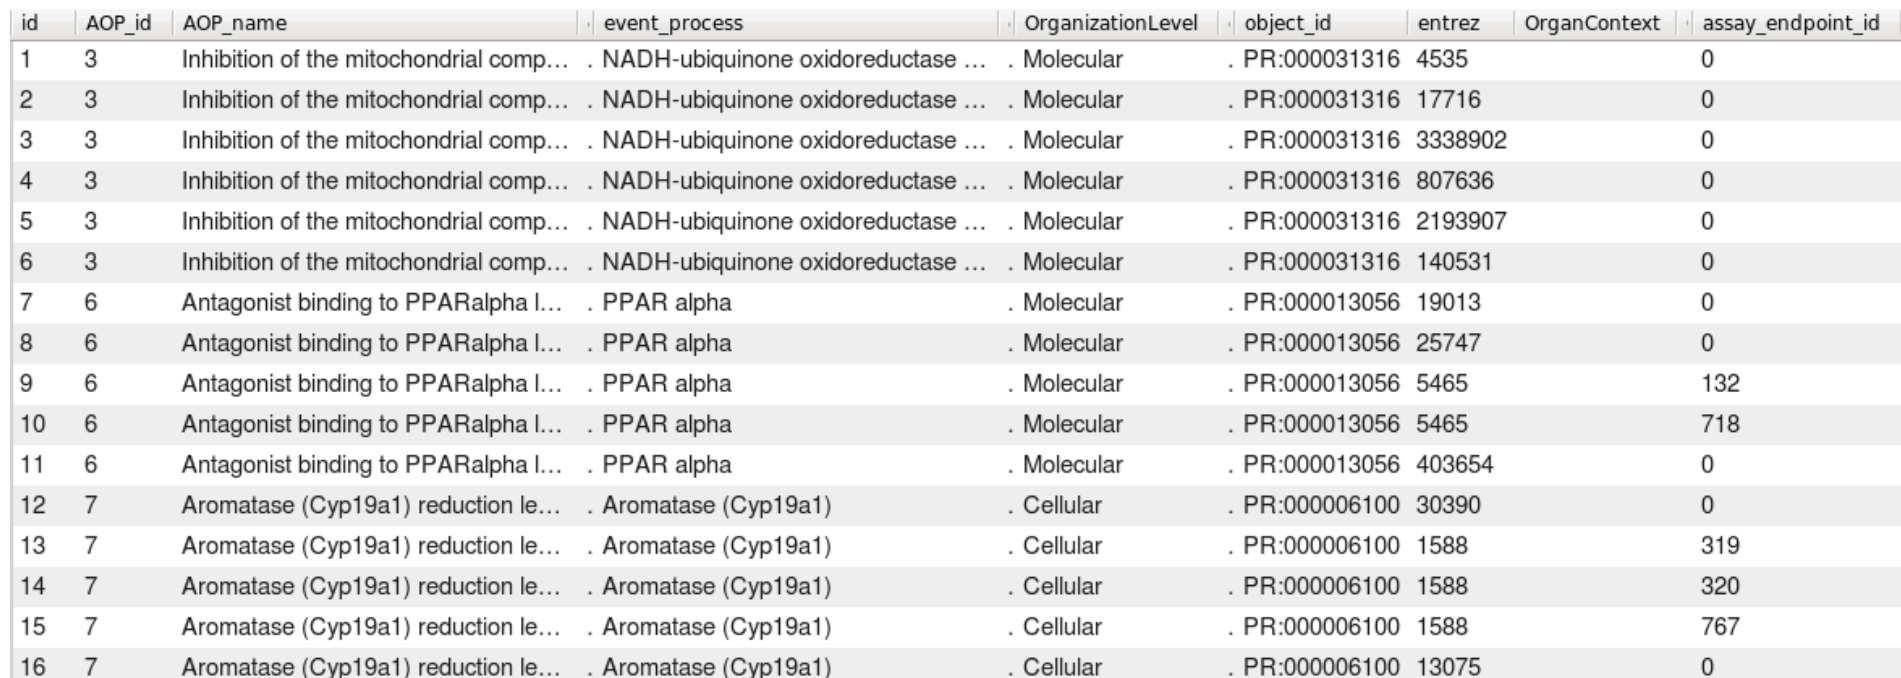 id AOP_id AOP_name event_process OrganizationLevel object_id entrez OrganContext assay_endpoint_id
1 3 Inhibition of the mitochondrial comp... . NADH-ubiquinone oxidoreductase ... . Molecular . PR:000031316 4535 0
2 3 Inhibition of the mitochondrial comp... . NADH-ubiquinone oxidoreductase ... . Molecular . PR:000031316 17716 0
3 3 Inhibition of the mitochondrial comp... . NADH-ubiquinone oxidoreductase ... . Molecular . PR:000031316 3338902 0
4 3 Inhibition of the mitochondrial comp... . NADH-ubiquinone oxidoreductase ... . Molecular . PR:000031316 807636 0
5 3 Inhibition of the mitochondrial comp... . NADH-ubiquinone oxidoreductase ... . Molecular . PR:000031316 2193907 0
6 3 Inhibition of the mitochondrial comp... . NADH-ubiquinone oxidoreductase ... . Molecular . PR:000031316 140531 0
7 6 Antagonist binding to PPARalpha l... . PPAR alpha . Molecular . PR:000013056 19013 0
8 6 Antagonist binding to PPARalpha l... . PPAR alpha . Molecular . PR:000013056 25747 0
9 6 Antagonist binding to PPARalpha l... . PPAR alpha . Molecular . PR:000013056 5465 132
10 6 Antagonist binding to PPARalpha l... . PPAR alpha . Molecular . PR:000013056 5465 718
11 6 Antagonist binding to PPARalpha l... . PPAR alpha . Molecular . PR:000013056 403654 0
12 7 Aromatase (Cyp19a1) reduction le... . Aromatase (Cyp19a1) . Cellular . PR:000006100 30390 0
13 7 Aromatase (Cyp19a1) reduction le... . Aromatase (Cyp19a1) . Cellular . PR:000006100 1588 319
14 7 Aromatase (Cyp19a1) reduction le... . Aromatase (Cyp19a1) . Cellular . PR:000006100 1588 320
15 7 Aromatase (Cyp19a1) reduction le... . Aromatase (Cyp19a1) . Cellular . PR:000006100 1588 767
16 7 Aromatase (Cyp19a1) reduction le... . Aromatase (Cyp19a1) . Cellular . PR:000006100 13075 0